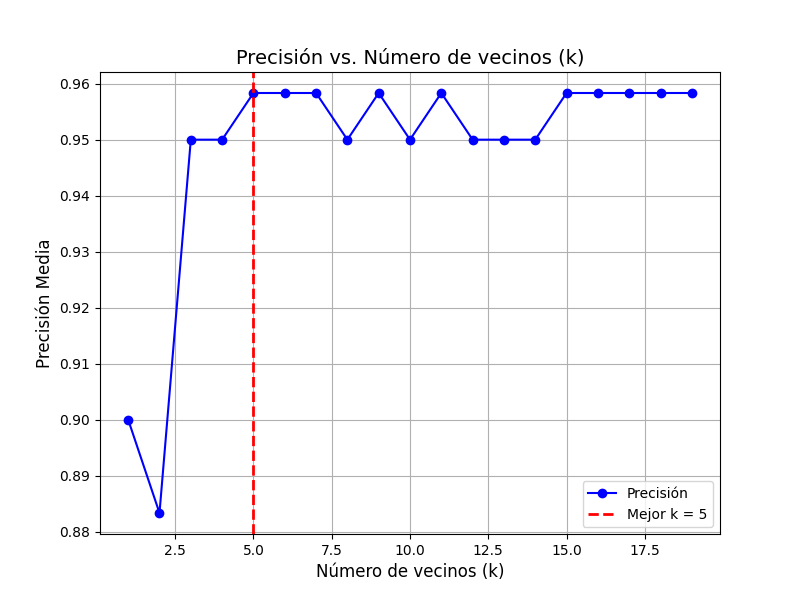 Precisión vs. Número de vecinos (k)
Precisión Media
0.96
0.95
0.94
0.93
0.92
0.91
0.90
0.89
0.88
Precisión
Mejor k = 5
2.5 5.0 7.5 10.0 12.5 15.0 17.5
Número de vecinos (k)